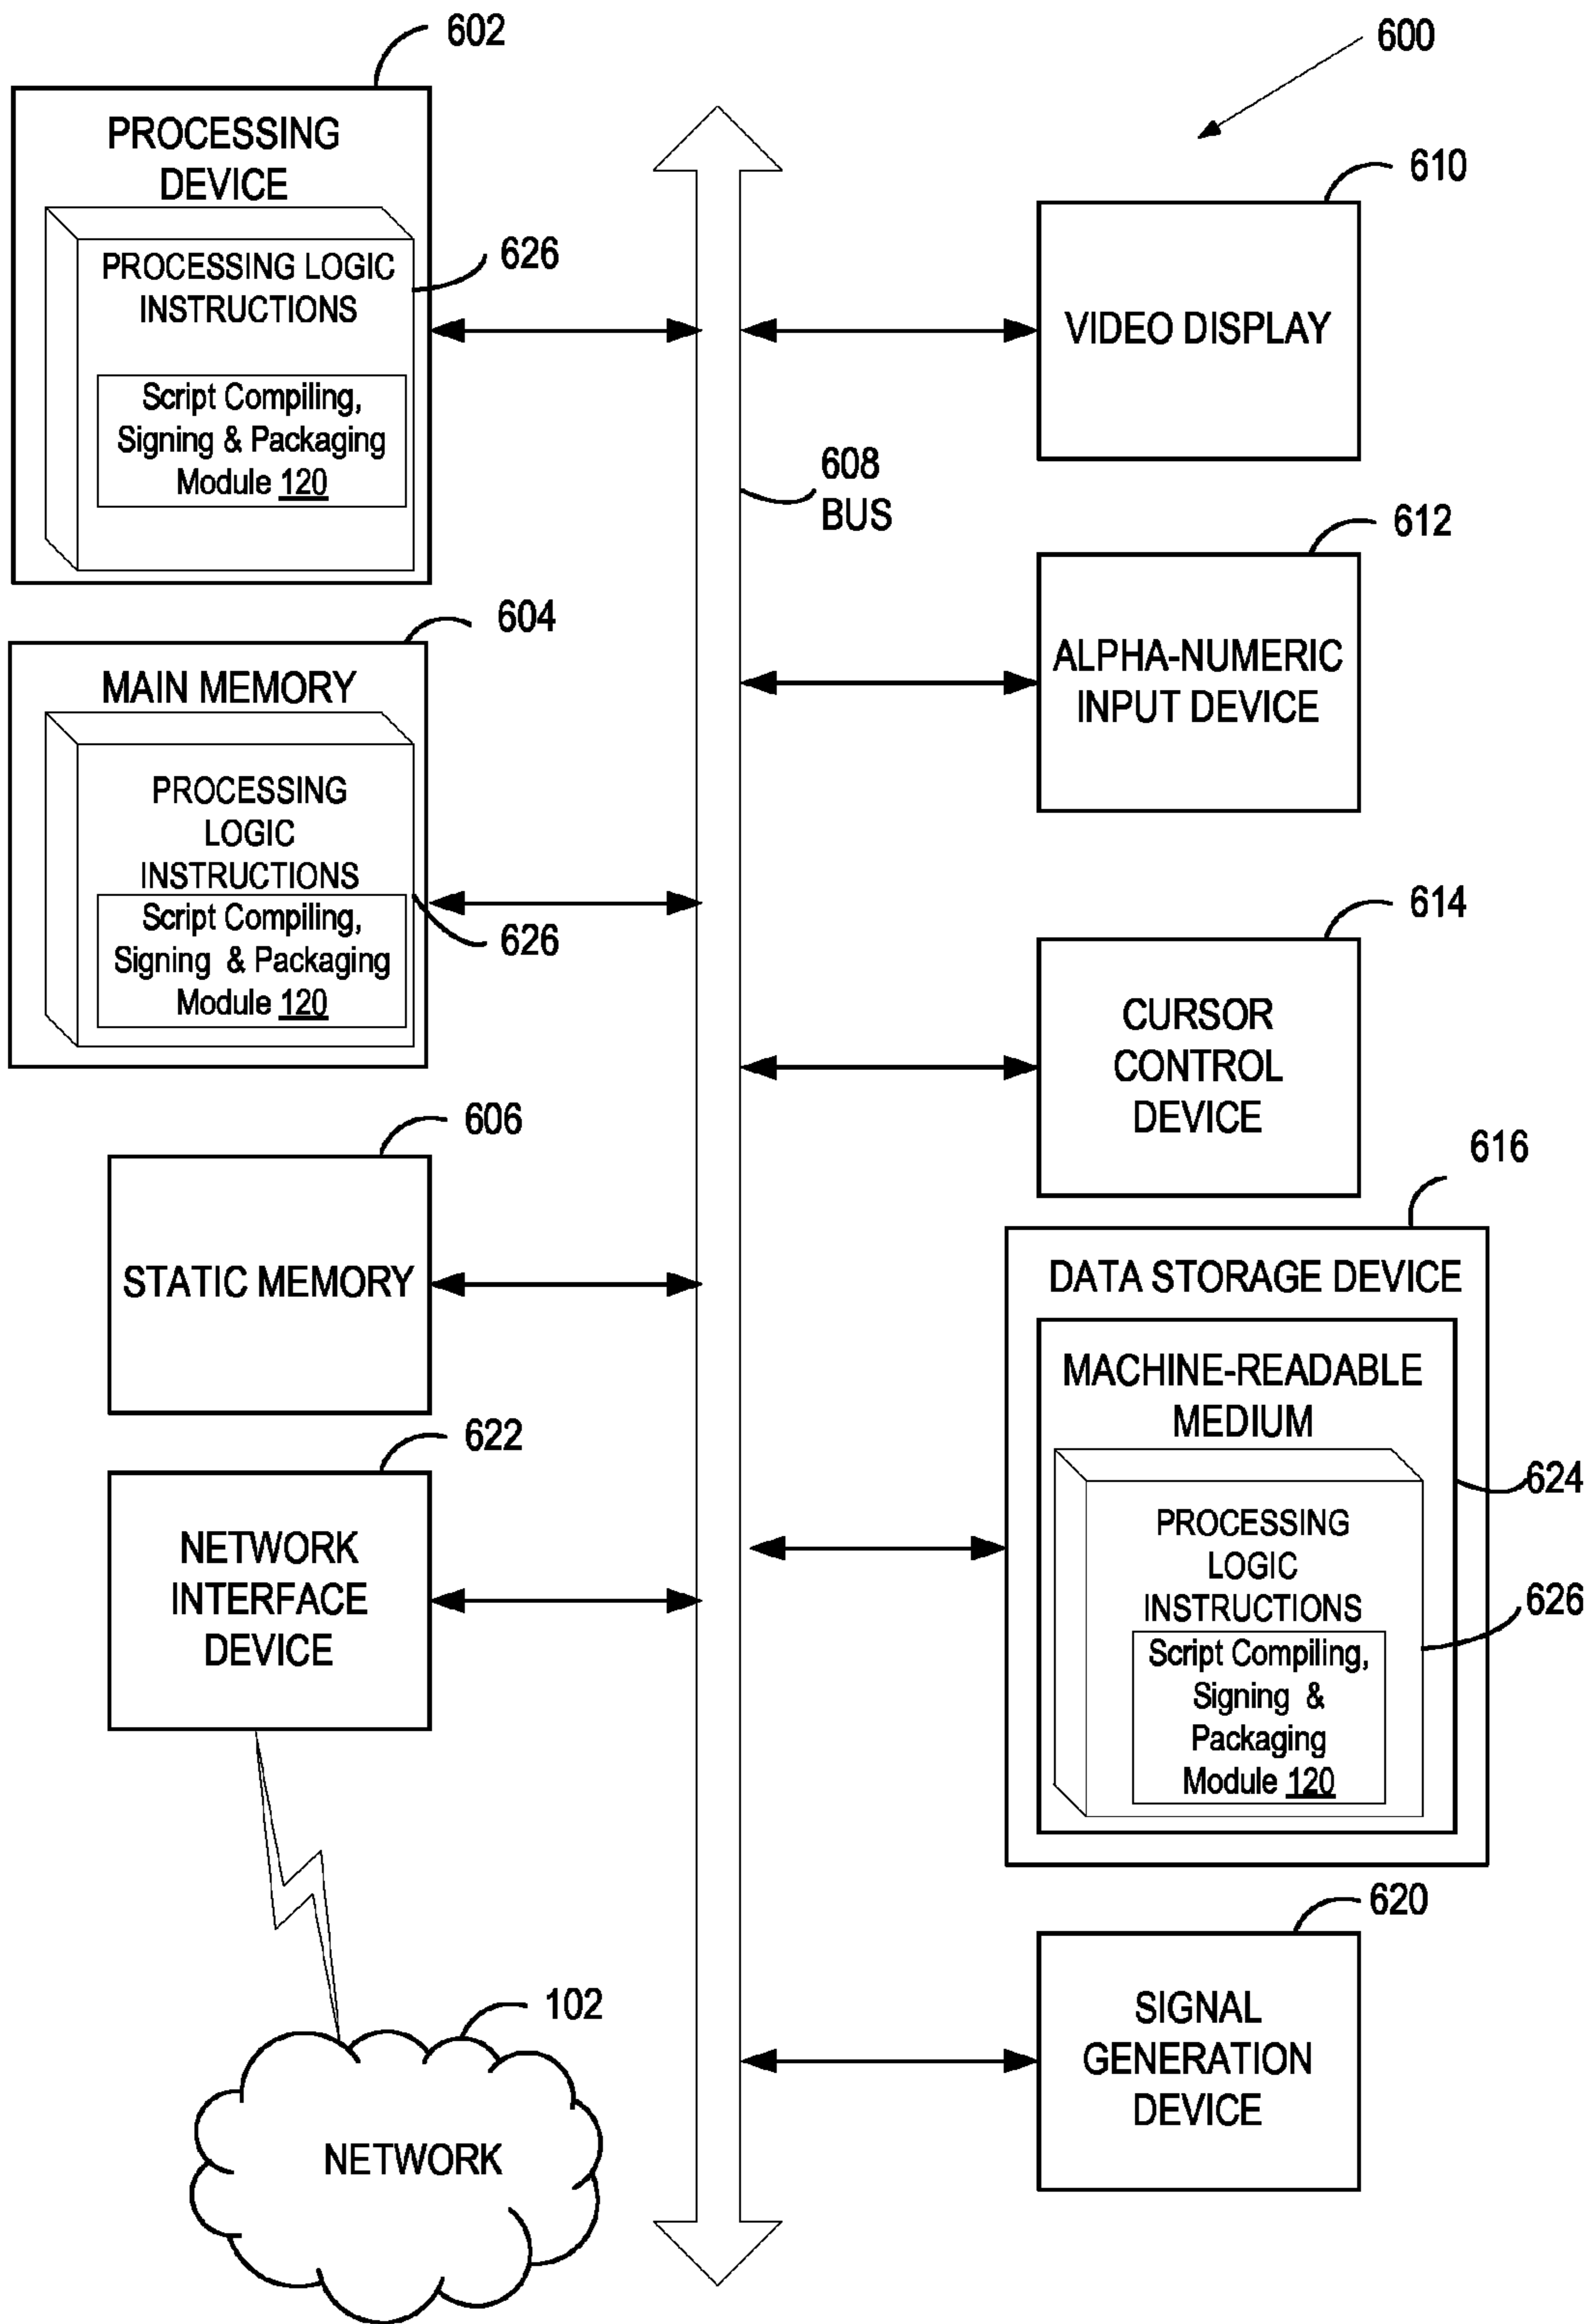 602
PROCESSING
DEVICE
PROCESSING LOGIC
INSTRUCTIONS
626
Script Compiling,
Signing & Packaging
Module 120
604
MAIN MEMORY
PROCESSING
LOGIC
INSTRUCTIONS
626
Script Compiling,
Signing & Packaging
Module 120
606
STATIC MEMORY
622
NETWORK
INTERFACE
DEVICE
102
NETWORK
608
BUS
600
610
VIDEO DISPLAY
612
ALPHA-NUMERIC
INPUT DEVICE
614
CURSOR
CONTROL
DEVICE
616
DATA STORAGE DEVICE
MACHINE-READABLE
MEDIUM
624
PROCESSING
LOGIC
INSTRUCTIONS
626
Script Compiling,
Signing &
Packaging
Module 120
620
SIGNAL
GENERATION
DEVICE